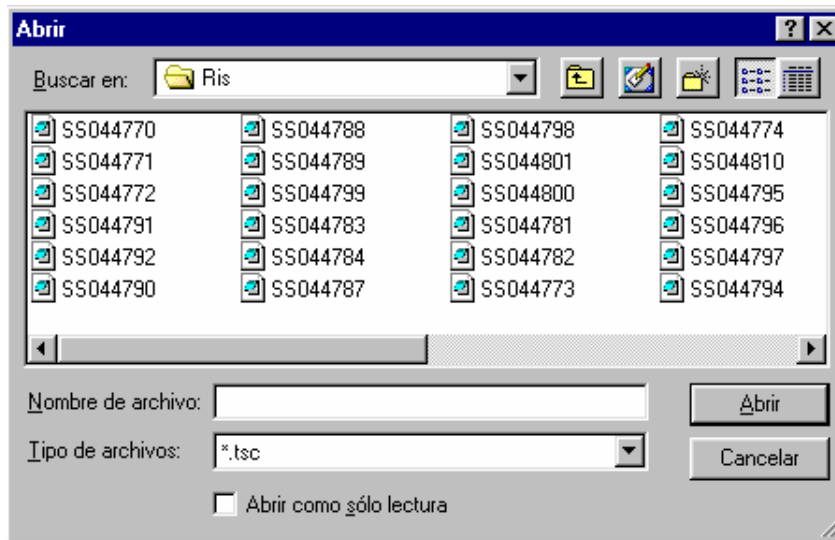 Abrir
Buscar en: Ris
SS044770 SS044788 SS044798 SS044774
SS044771 SS044789 SS044801 SS044810
SS044772 SS044799 SS044800 SS044795
SS044791 SS044783 SS044781 SS044796
SS044792 SS044784 SS044782 SS044797
SS044790 SS044787 SS044773 SS044794
Nombre de archivo: Abrir
Tipo de archivos: *.tsc Cancelar
Abrir como sólo lectura